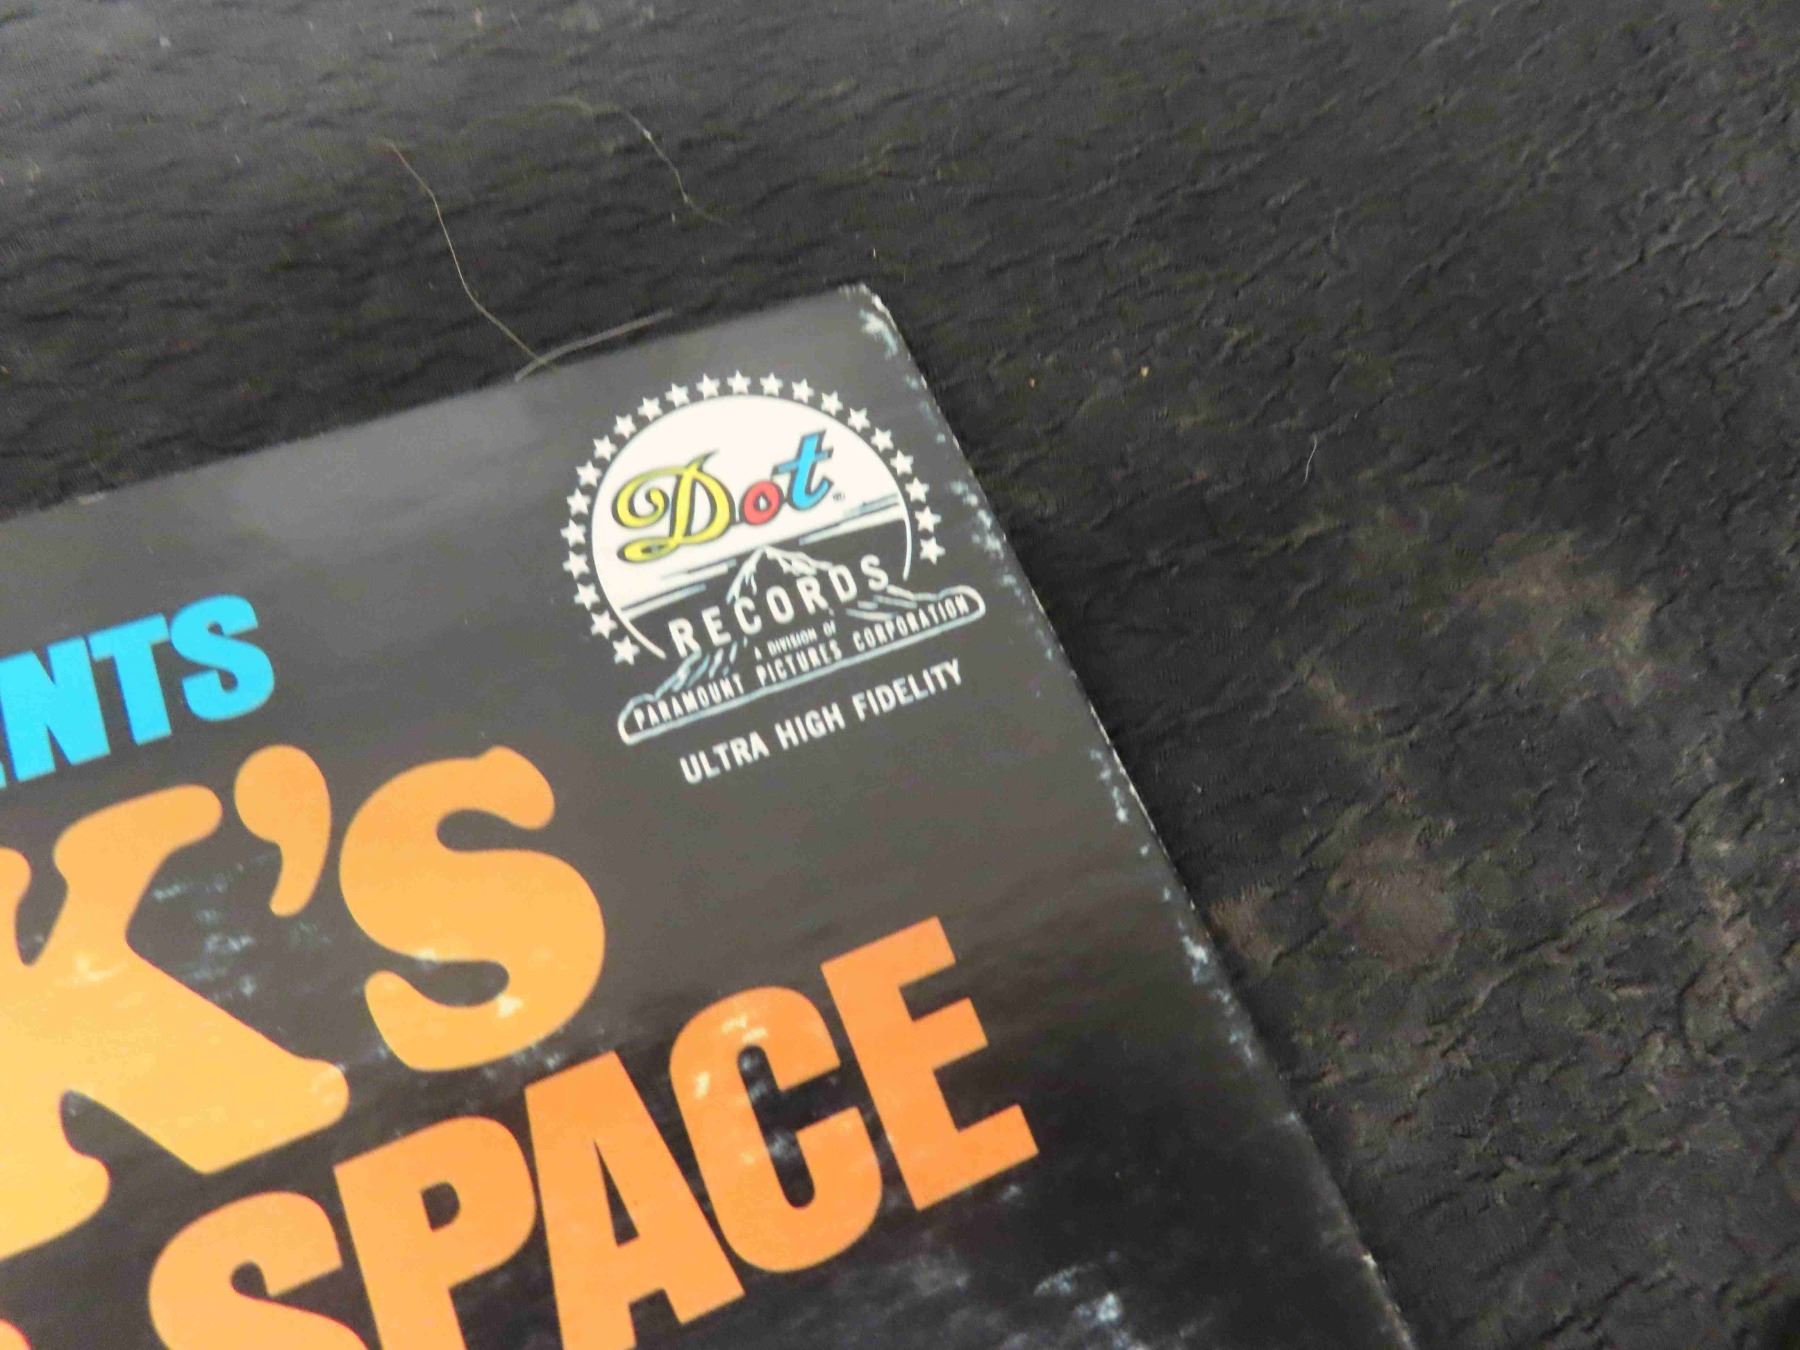 Dot®
RECORDS
A DIVISION OF
PARAMOUNT PICTURES CORPORATION
ULTRA HIGH FIDELITY
NTS
K'S
SPACE